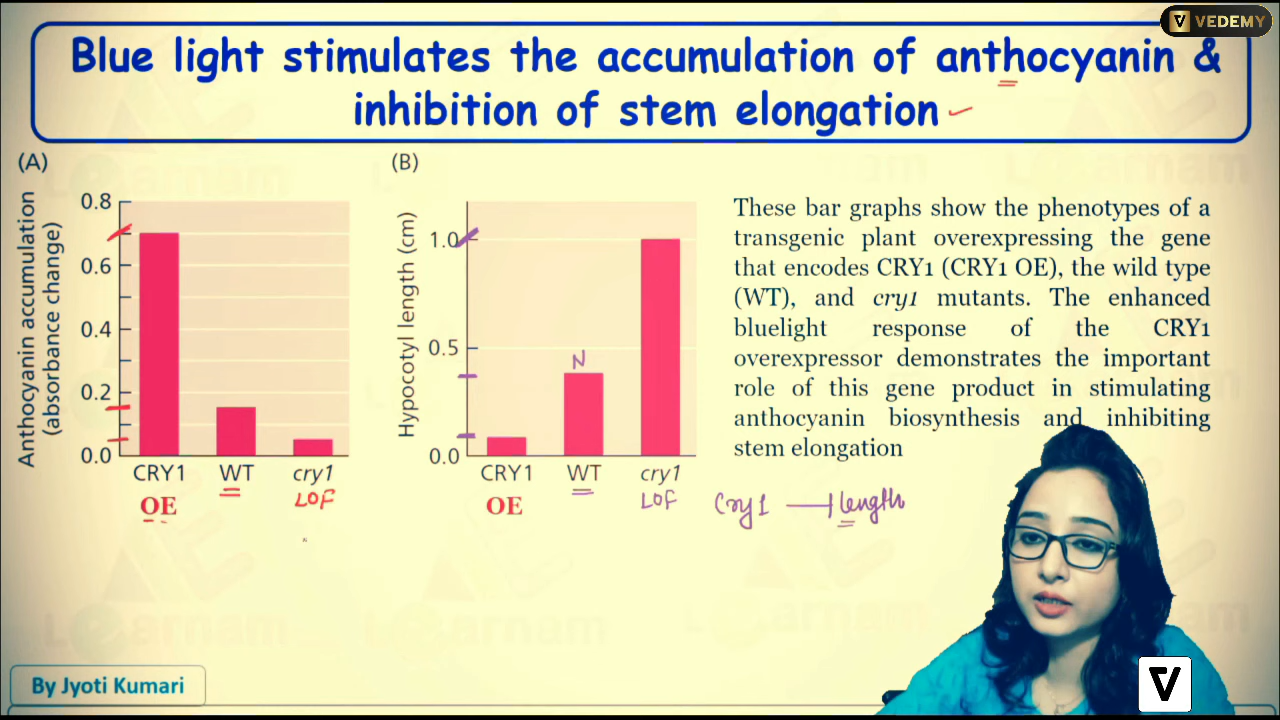 VEDEMY
Blue light stimulates the accumulation of anthocyanin &
inhibition of stem elongation
(A)
Anthocyanin accumulation
(absorbance change)
0.8
0.6
0.4
0.2
0.0
CRY1
WT
cry1
OE
LOF
(B)
Hypocotyl length (cm)
1.0
0.5
0.0
N
CRY1
WT
cry1
OE
LOF
These bar graphs show the phenotypes of a
transgenic plant overexpressing the gene
that encodes CRY1 (CRY1 OE), the wild type
(WT), and cry1 mutants. The enhanced
bluelight response of the CRY1
overexpressor demonstrates the important
role of this gene product in stimulating
anthocyanin biosynthesis and inhibiting
stem elongation
Cry1 length
Learnam
By Jyoti Kumari